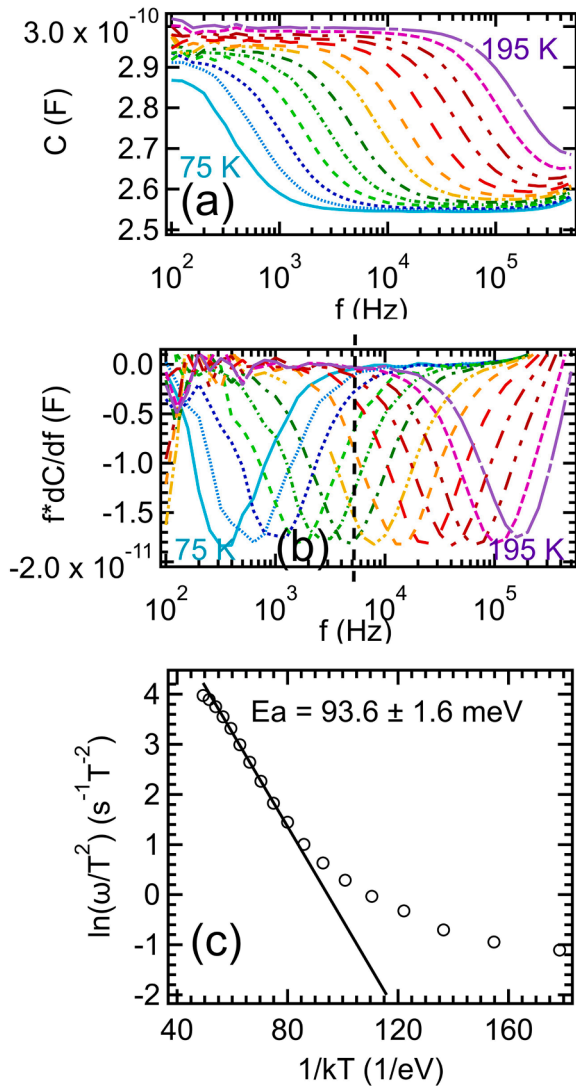 3.0 x 10^-10
2.9
2.8
2.7
2.6
2.5
C (F)
195 K
75 K
(a)
10^2 10^3 10^4 10^5
f (Hz)
0.0
-0.5
-1.0
-1.5
-2.0 x 10^-11
f*dC/df (F)
75 K
(b)
195 K
10^2 10^3 10^4 10^5
f (Hz)
4
3
2
1
0
-1
-2
ln(ω/T^2) (s^-1T^-2)
Ea = 93.6 ± 1.6 meV
(c)
40 80 120 160
1/kT (1/eV)